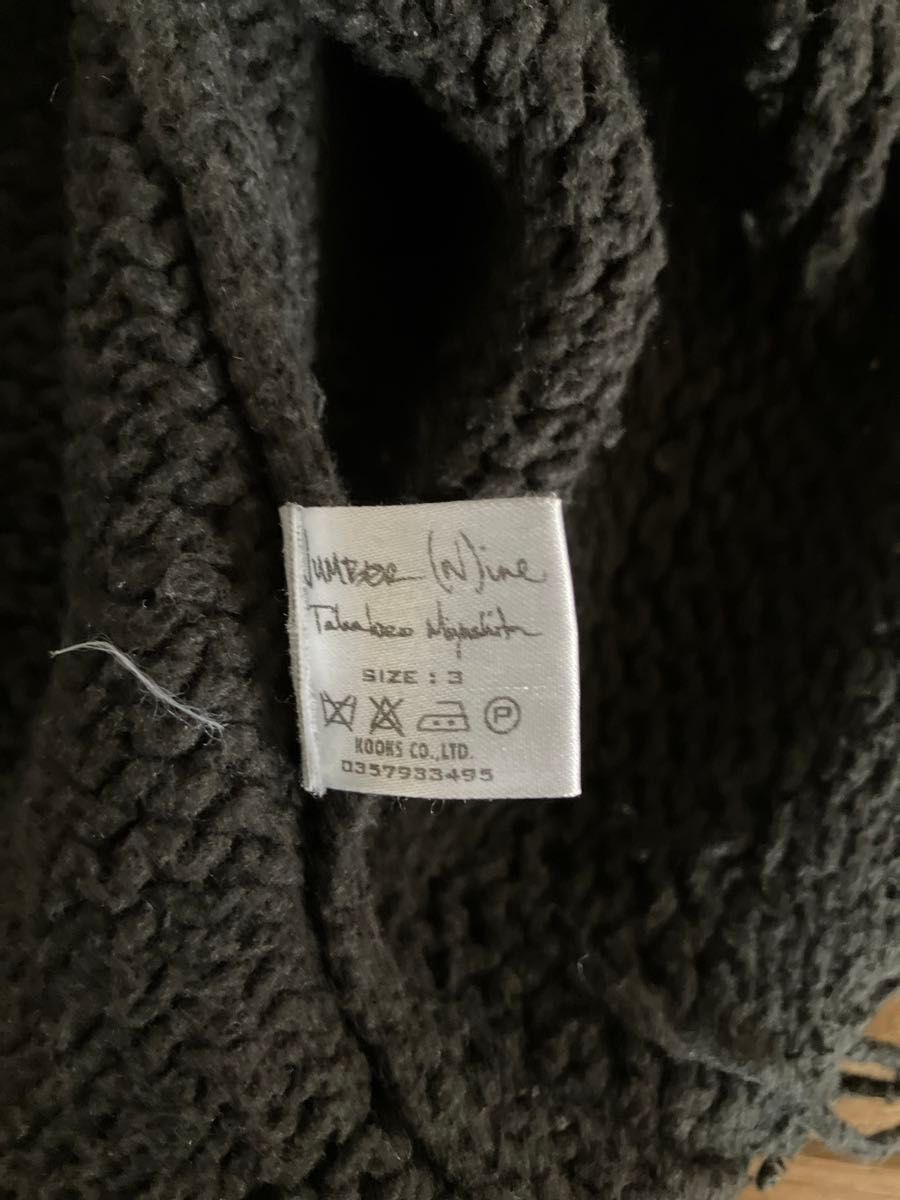 NUMBER (N)ine
Takahiro Miyashita
SIZE : 3
P
KOOKS CO.,LTD.
0357933495